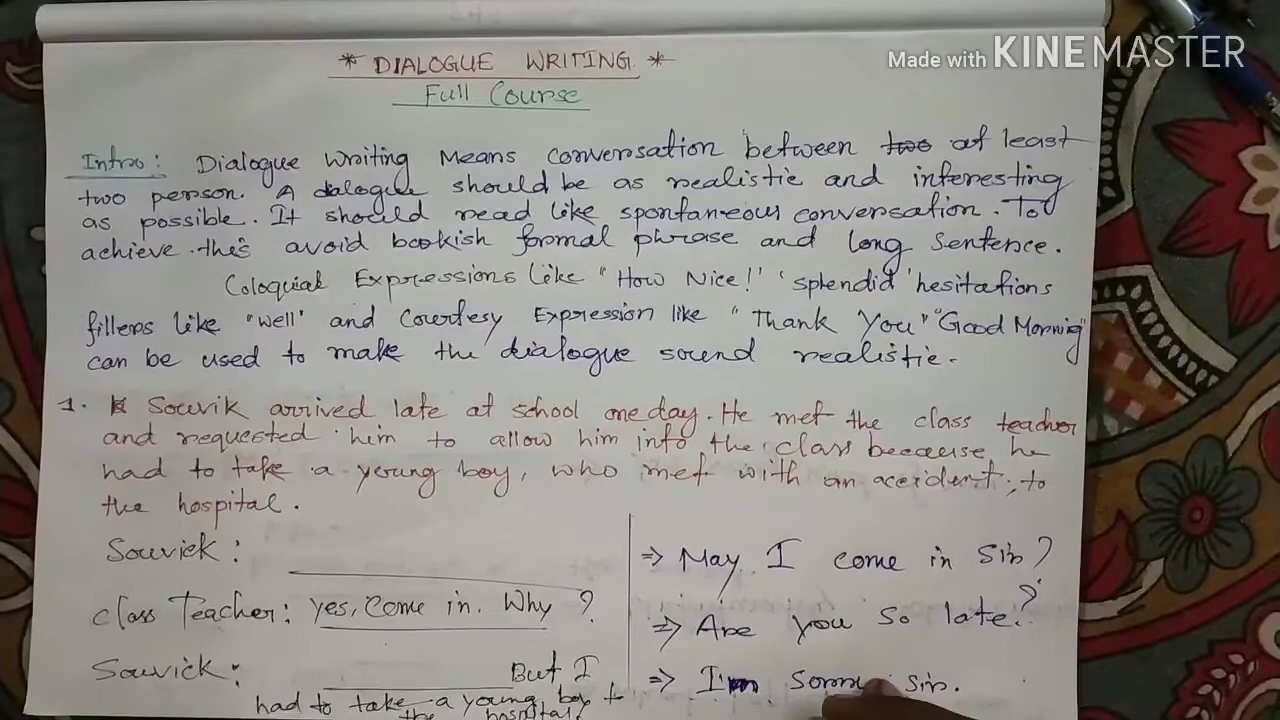 Made with KINEMASTER
* DIALOGUE WRITING *
Full Course
Intro: Dialogue Writing Means conversation between two at least
two person. A dalogue should be as realistic and interesting
as possible. It should read like spontaneous conversation. To
achieve this avoid bookish formal phrase and long sentence.
Coloquial Expressions like "How Nice!' 'splendid' hesitations
fillers like "well" and Courtesy Expression like "Thank You" "Good Mornig"
can be used to make the dialogue sound realistic.
1. Souvik arrived late at school one day. He met the class teacher
and requested him to allow him into the class because he
had to take a young boy, who met with an accident, to
the hospital.
Souvick:
Class Teacher: yes, Come in. Why ?
Souvick: But I
had to take a young boy to
the hospital.
⇒ May I come in Sir?
⇒ Are you so late?
⇒ I'm sorry sir.